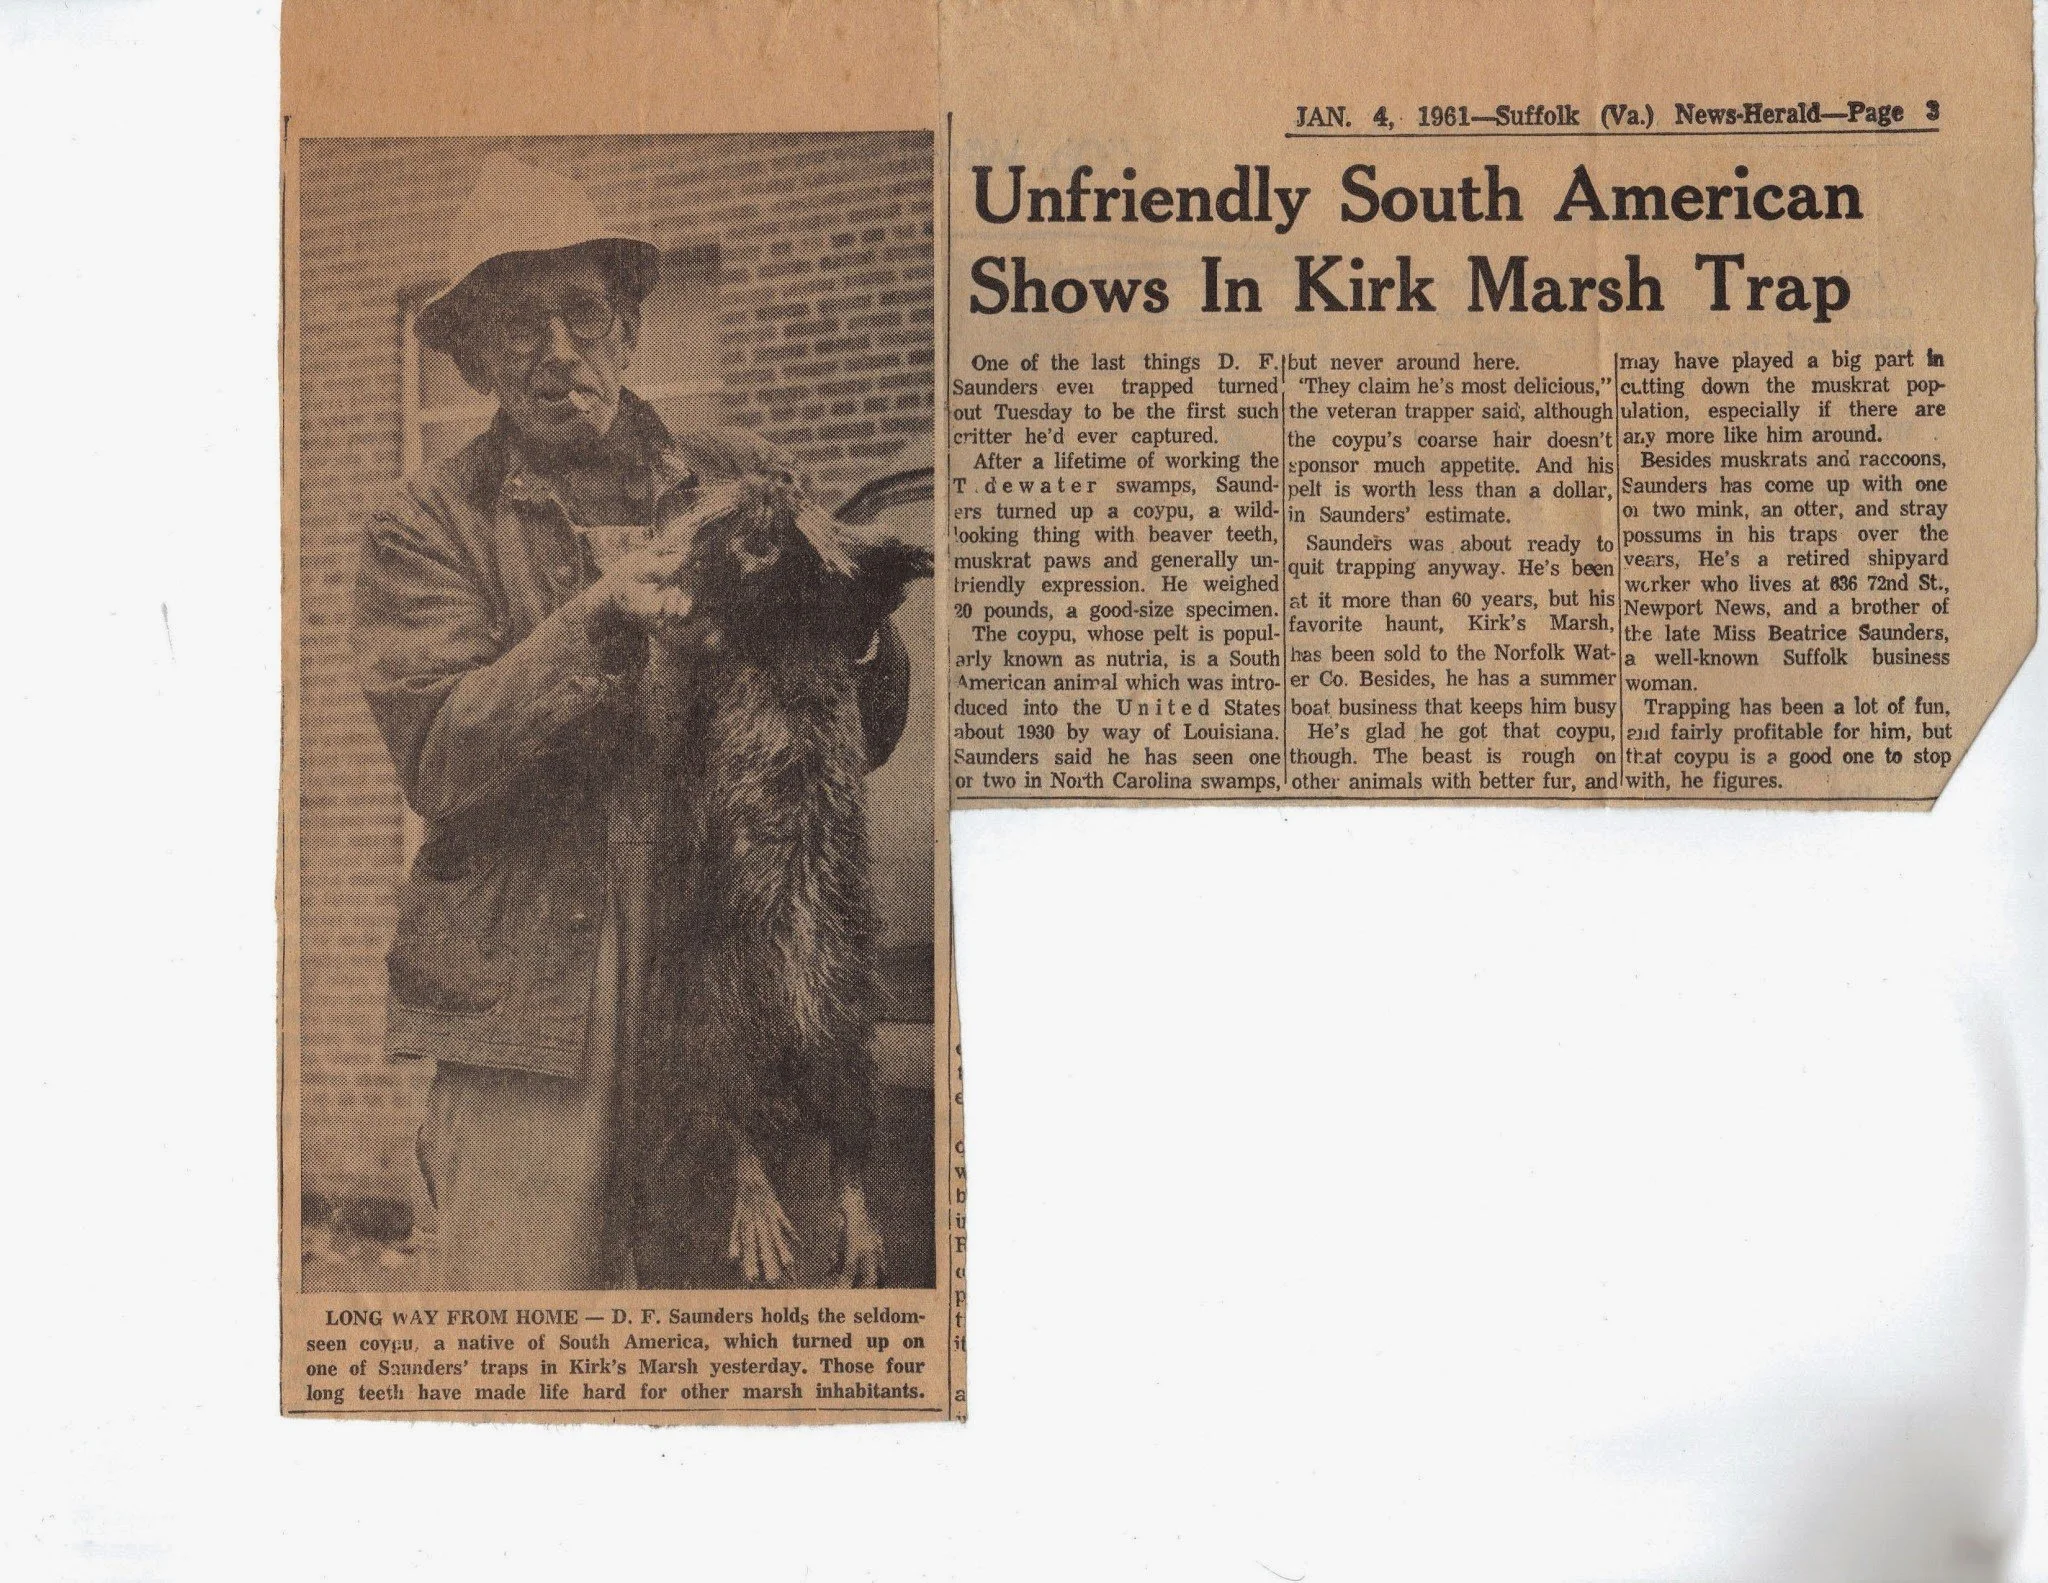 JAN. 4, 1961—Suffolk (Va.) News-Herald—Page 3
Unfriendly South American
Shows In Kirk Marsh Trap
One of the last things D. F.
Saunders ever trapped turned
out Tuesday to be the first such
critter he'd ever captured.
After a lifetime of working the
T dewater swamps, Saund-
ers turned up a coypu, a wild-
looking thing with beaver teeth,
muskrat paws and generally un-
friendly expression. He weighed
20 pounds, a good-size specimen.
The coypu, whose pelt is popul-
arly known as nutria, is a South
American animal which was intro-
duced into the United States
about 1930 by way of Louisiana.
Saunders said he has seen one
or two in North Carolina swamps,
but never around here.
'They claim he's most delicious,"
the veteran trapper said, although
the coypu's coarse hair doesn't
sponsor much appetite. And his
pelt is worth less than a dollar,
in Saunders' estimate.
Saunders was about ready to
quit trapping anyway. He's been
at it more than 60 years, but his
favorite haunt, Kirk's Marsh,
has been sold to the Norfolk Wat-
er Co. Besides, he has a summer
boat business that keeps him busy
He's glad he got that coypu,
though. The beast is rough on
other animals with better fur, and
may have played a big part in
cutting down the muskrat pop-
ulation, especially if there are
any more like him around.
Besides muskrats and raccoons,
Saunders has come up with one
or two mink, an otter, and stray
possums in his traps over the
years, He's a retired shipyard
worker who lives at 636 72nd St.,
Newport News, and a brother of
the late Miss Beatrice Saunders,
a well-known Suffolk business
woman.
Trapping has been a lot of fun,
and fairly profitable for him, but
that coypu is a good one to stop
with, he figures.
LONG WAY FROM HOME — D. F. Saunders holds the seldom-
seen coypu, a native of South America, which turned up on
one of Saunders' traps in Kirk's Marsh yesterday. Those four
long teeth have made life hard for other marsh inhabitants.